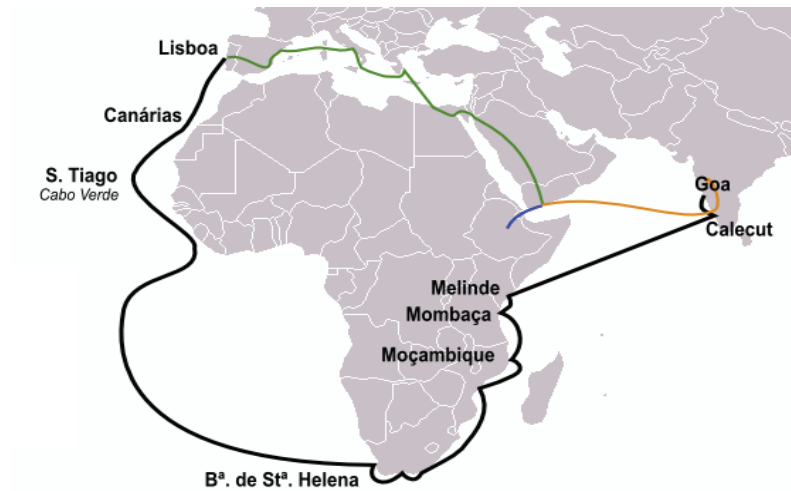 Lisboa
Canárias
S. Tiago
Cabo Verde
Goa
Calecut
Melinde
Mombaça
Moçambique
Bª. de Stª. Helena